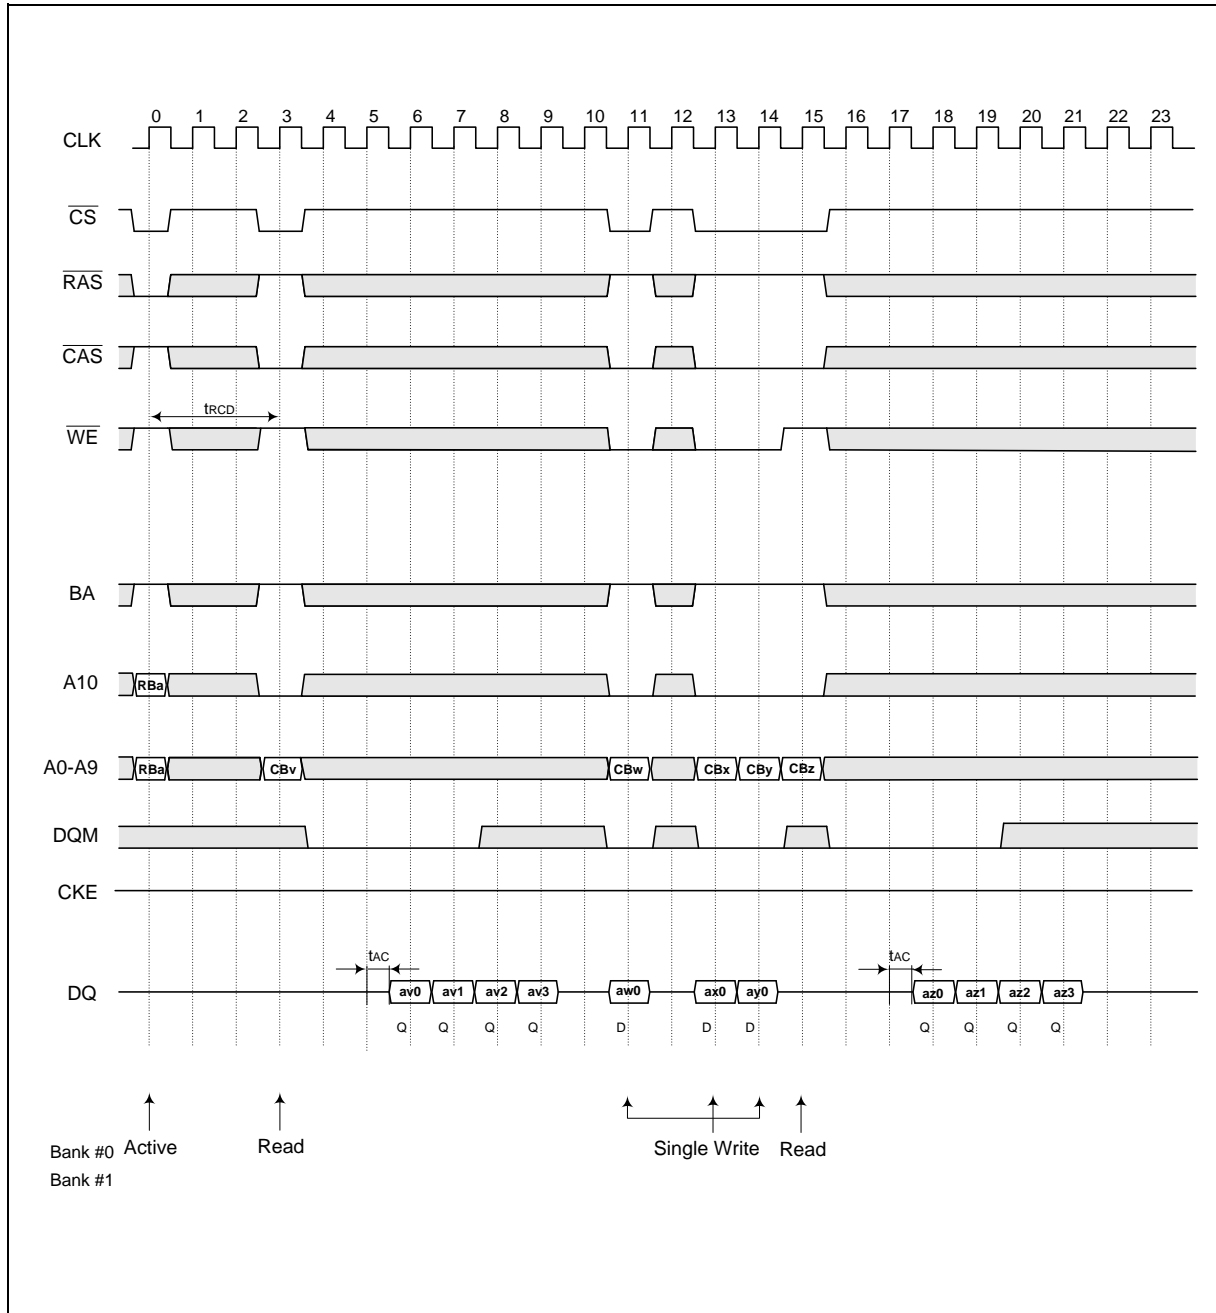 0 1 2 3 4 5 6 7 8 9 10 11 12 13 14 15 16 17 18 19 20 21 22 23
CLK
CS
RAS
CAS
tRCD
WE
BA
A10 RBa
A0-A9 RBa CBv CBw CBx CBy CBz
DQM
CKE
tAC tAC
DQ av0 av1 av2 av3 aw0 ax0 ay0 az0 az1 az2 az3
Q Q Q Q D D D Q Q Q Q
Bank #0 Active Read Single Write Read
Bank #1